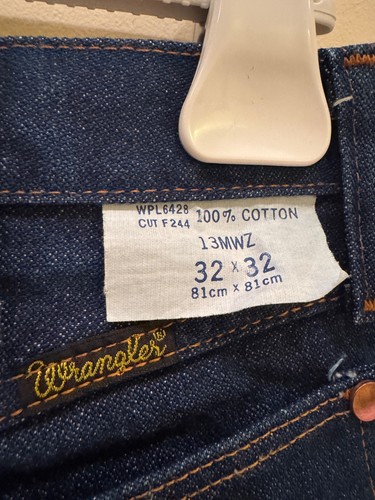 WPL6428
CUT F244
100% COTTON
13MWZ
32 x 32
81cm x 81cm
Wrangler®